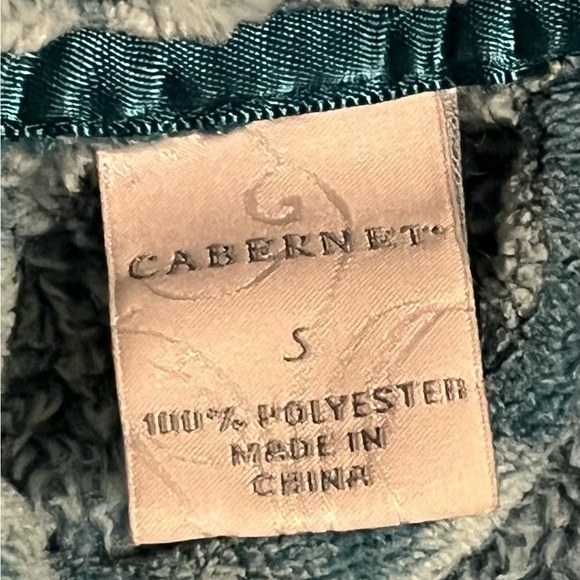 CABERNET
S
100% POLYESTER
MADE IN
CHINA